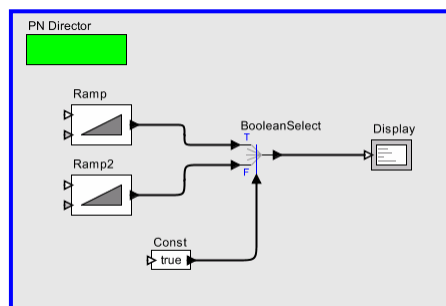 PN Director
Ramp
BooleanSelect
T
Display
Ramp2
F
Const
true